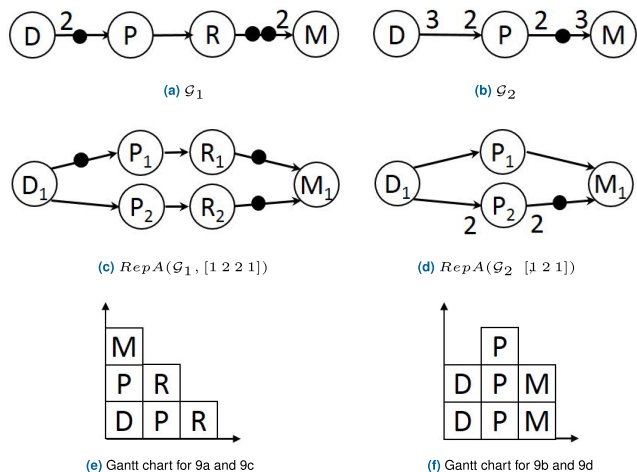 D 2 P R 2 M
D 3 2 P 2 3 M
(a) 𝒢1
(b) 𝒢2
D1 P1 R1 M1
P2 R2
D1 P1 M1
2 P2 2
(c) RepA(𝒢1, [1 2 2 1])
(d) RepA(𝒢2 [,1 2 1])
M
P R
D P R
P
D P M
D P M
(e) Gantt chart for 9a and 9c
(f) Gantt chart for 9b and 9d